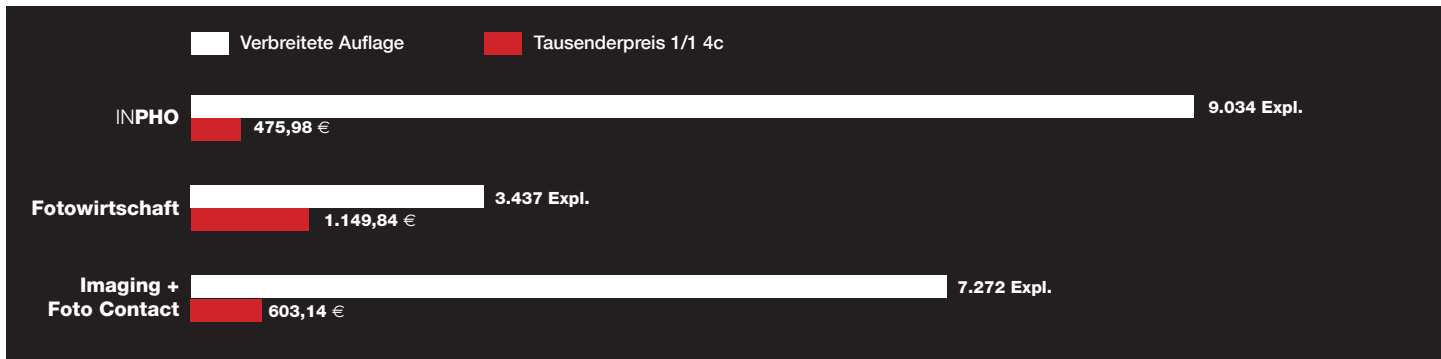 Verbreitete Auflage Tausenderpreis 1/1 4c
INPHO 9.034 Expl.
475,98 €
Fotowirtschaft 3.437 Expl.
1.149,84 €
Imaging +
Foto Contact 7.272 Expl.
603,14 €